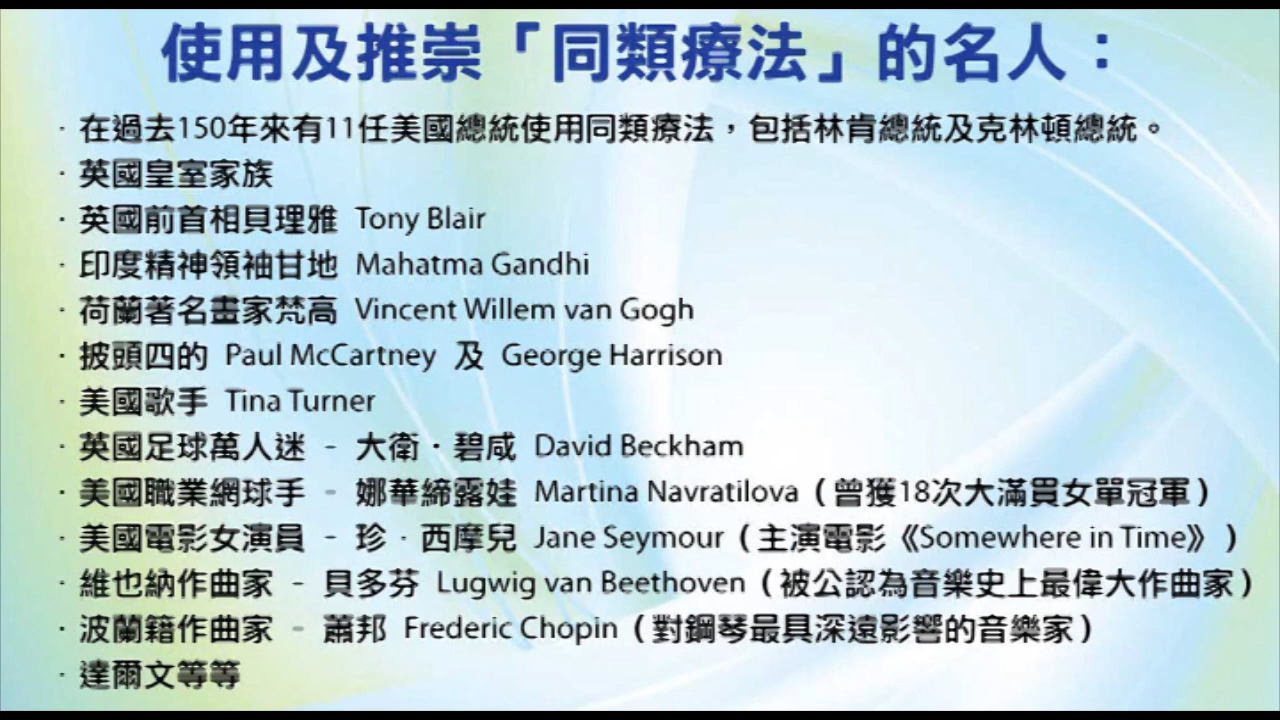 使用及推崇「同類療法」的名人：
· 在過去150年來有11任美國總統使用同類療法，包括林肯總統及克林頓總統。
· 英國皇室家族
· 英國前首相貝理雅 Tony Blair
· 印度精神領袖甘地 Mahatma Gandhi
· 荷蘭著名畫家梵高 Vincent Willem van Gogh
· 披頭四的 Paul McCartney 及 George Harrison
· 美國歌手 Tina Turner
· 英國足球萬人迷 - 大衛·碧咸 David Beckham
· 美國職業網球手 - 娜華締露娃 Martina Navratilova（曾獲18次大滿買女單冠軍）
· 美國電影女演員 - 珍·西摩兒 Jane Seymour（主演電影《Somewhere in Time》）
· 維也納作曲家 - 貝多芬 Lugwig van Beethoven（被公認為音樂史上最偉大作曲家）
· 波蘭籍作曲家 - 蕭邦 Frederic Chopin（對鋼琴最具深遠影響的音樂家）
· 達爾文等等